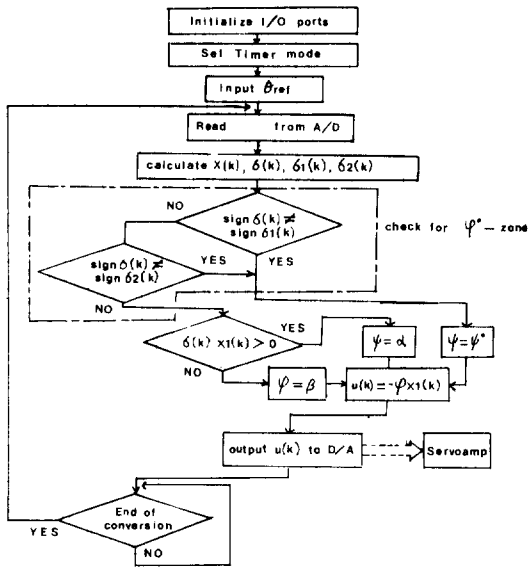 Initialize I/O ports
Set Timer mode
Input θref
Read from A/D
calculate X(k), б(k), б1(k), б2(k)
NO
sign б(k) ≠
sign б1(k)
check for φ° - zone
sign б(k) ≠
sign б2(k)
YES
YES
NO
б(k) x1(k) > 0
YES
ψ = α
ψ = ψ°
NO
φ = β
u(k) = -φx1(k)
output u(k) to D/A
Servoamp
End of
conversion
YES
NO